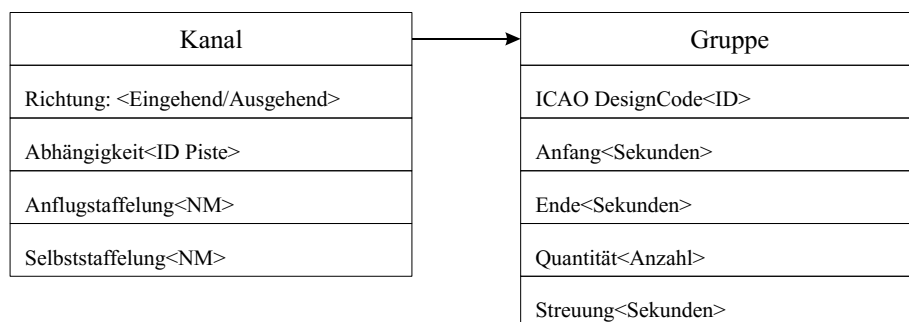 Kanal
Richtung: <Eingehend/Ausgehend>
Abhängigkeit<ID Piste>
Anflugstaffelung<NM>
Selbststaffelung<NM>
Gruppe
ICAO DesignCode<ID>
Anfang<Sekunden>
Ende<Sekunden>
Quantität<Anzahl>
Streuung<Sekunden>